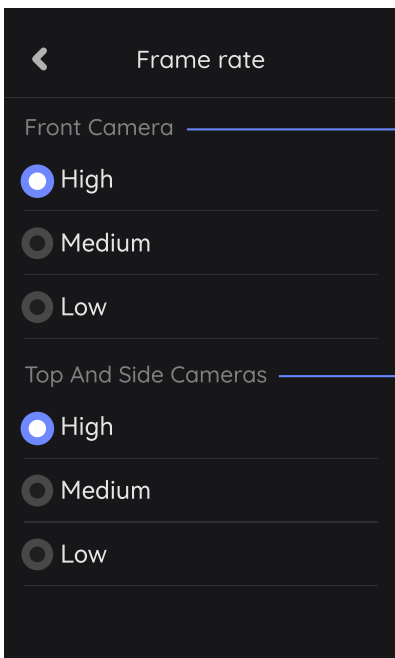 Frame rate
Front Camera
High
Medium
Low
Top And Side Cameras
High
Medium
Low